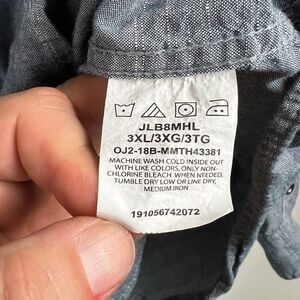 JLB8MHL
3XL/3XG/3TG
OJ2-18B-MMTH43381
MACHINE WASH COLD INSIDE OUT
WITH LIKE COLORS, ONLY NON
CHLORINE BLEACH WHEN NEEDED,
TUMBLE DRY LOW OR LINE DRY,
MEDIUM IRON
191056742072